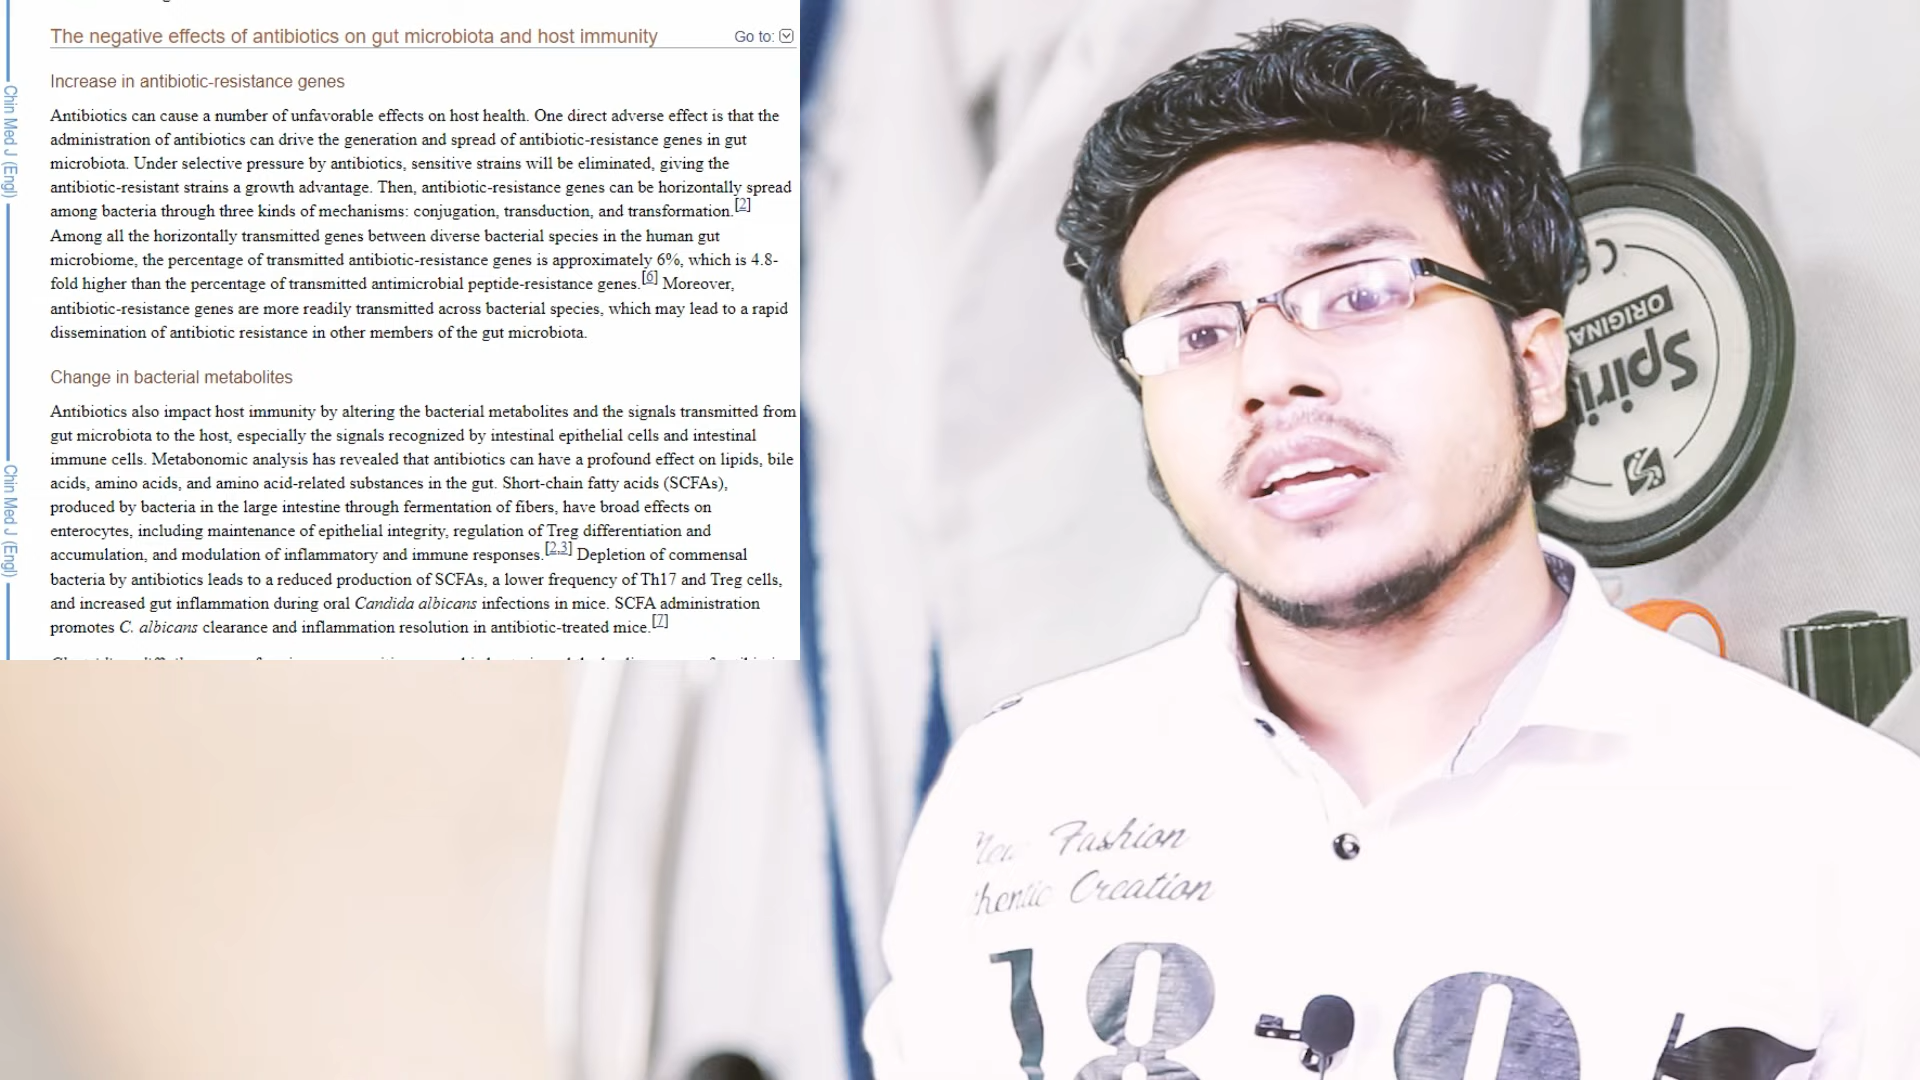 The negative effects of antibiotics on gut microbiota and host immunity
Go to:
Increase in antibiotic-resistance genes
Antibiotics can cause a number of unfavorable effects on host health. One direct adverse effect is that the
administration of antibiotics can drive the generation and spread of antibiotic-resistance genes in gut
microbiota. Under selective pressure by antibiotics, sensitive strains will be eliminated, giving the
antibiotic-resistant strains a growth advantage. Then, antibiotic-resistance genes can be horizontally spread
among bacteria through three kinds of mechanisms: conjugation, transduction, and transformation.[2]
Among all the horizontally transmitted genes between diverse bacterial species in the human gut
microbiome, the percentage of transmitted antibiotic-resistance genes is approximately 6%, which is 4.8-
fold higher than the percentage of transmitted antimicrobial peptide-resistance genes.[6] Moreover,
antibiotic-resistance genes are more readily transmitted across bacterial species, which may lead to a rapid
dissemination of antibiotic resistance in other members of the gut microbiota.
Change in bacterial metabolites
Antibiotics also impact host immunity by altering the bacterial metabolites and the signals transmitted from
gut microbiota to the host, especially the signals recognized by intestinal epithelial cells and intestinal
immune cells. Metabonomic analysis has revealed that antibiotics can have a profound effect on lipids, bile
acids, amino acids, and amino acid-related substances in the gut. Short-chain fatty acids (SCFAs),
produced by bacteria in the large intestine through fermentation of fibers, have broad effects on
enterocytes, including maintenance of epithelial integrity, regulation of Treg differentiation and
accumulation, and modulation of inflammatory and immune responses.[2,3] Depletion of commensal
bacteria by antibiotics leads to a reduced production of SCFAs, a lower frequency of Th17 and Treg cells,
and increased gut inflammation during oral Candida albicans infections in mice. SCFA administration
promotes C. albicans clearance and inflammation resolution in antibiotic-treated mice.[7]
Chin Med J (Engl)
Chin Med J (Engl)
ORIGINAL
Spirit
New Fashion
Creation
18